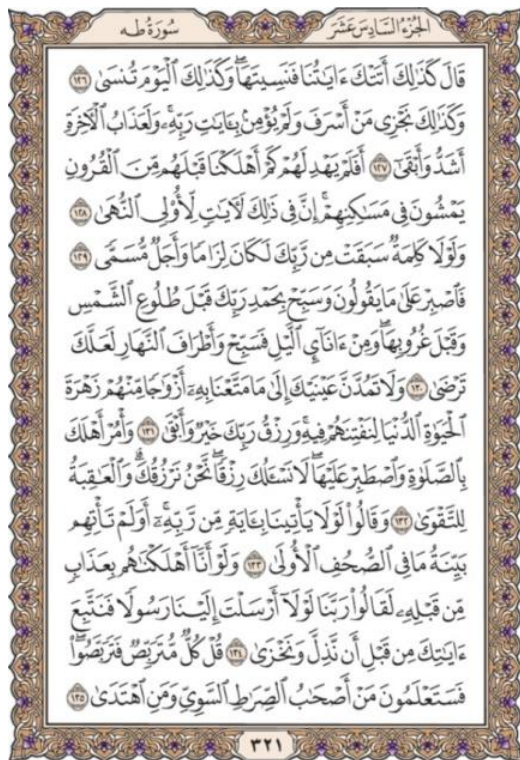 الجزء السادس عشر
سورة طه
قَالَ كَذَٰلِكَ أَتَتْكَ ءَايَٰتُنَا فَنَسِيتَهَا ۖ وَكَذَٰلِكَ ٱلْيَوْمَ تُنسَىٰ ١٢٦
وَكَذَٰلِكَ نَجْزِى مَنْ أَسْرَفَ وَلَمْ يُؤْمِنۢ بِـَٔايَٰتِ رَبِّهِۦ ۚ وَلَعَذَابُ ٱلْـَٔاخِرَةِ
أَشَدُّ وَأَبْقَىٰٓ ١٢٧ أَفَلَمْ يَهْدِ لَهُمْ كَمْ أَهْلَكْنَا قَبْلَهُم مِّنَ ٱلْقُرُونِ
يَمْشُونَ فِى مَسَٰكِنِهِمْ ۗ إِنَّ فِى ذَٰلِكَ لَـَٔايَٰتٍ لِّأُو۟لِى ٱلنُّهَىٰ ١٢٨
وَلَوْلَا كَلِمَةٌ سَبَقَتْ مِن رَّبِّكَ لَكَانَ لِزَامًا وَأَجَلٌ مُّسَمًّى ١٢٩
فَٱصْبِرْ عَلَىٰ مَا يَقُولُونَ وَسَبِّحْ بِحَمْدِ رَبِّكَ قَبْلَ طُلُوعِ ٱلشَّمْسِ
وَقَبْلَ غُرُوبِهَا ۖ وَمِنْ ءَانَآئِ ٱلَّيْلِ فَسَبِّحْ وَأَطْرَافَ ٱلنَّهَارِ لَعَلَّكَ
تَرْضَىٰ ١٣٠ وَلَا تَمُدَّنَّ عَيْنَيْكَ إِلَىٰ مَا مَتَّعْنَا بِهِۦٓ أَزْوَٰجًا مِّنْهُمْ زَهْرَةَ
ٱلْحَيَوٰةِ ٱلدُّنْيَا لِنَفْتِنَهُمْ فِيهِ ۚ وَرِزْقُ رَبِّكَ خَيْرٌ وَأَبْقَىٰ ١٣١ وَأْمُرْ أَهْلَكَ
بِٱلصَّلَوٰةِ وَٱصْطَبِرْ عَلَيْهَا ۖ لَا نَسْـَٔلُكَ رِزْقًا ۖ نَّحْنُ نَرْزُقُكَ ۗ وَٱلْعَٰقِبَةُ
لِلتَّقْوَىٰ ١٣٢ وَقَالُوا۟ لَوْلَا يَأْتِينَا بِـَٔايَةٍ مِّن رَّبِّهِۦٓ ۚ أَوَلَمْ تَأْتِهِم
بَيِّنَةُ مَا فِى ٱلصُّحُفِ ٱلْأُولَىٰ ١٣٣ وَلَوْ أَنَّآ أَهْلَكْنَٰهُم بِعَذَابٍ
مِّن قَبْلِهِۦ لَقَالُوا۟ رَبَّنَا لَوْلَآ أَرْسَلْتَ إِلَيْنَا رَسُولًا فَنَتَّبِعَ
ءَايَٰتِكَ مِن قَبْلِ أَن نَّذِلَّ وَنَخْزَىٰ ١٣٤ قُلْ كُلٌّ مُّتَرَبِّصٌ فَتَرَبَّصُوا۟ ۖ
فَسَتَعْلَمُونَ مَنْ أَصْحَٰبُ ٱلصِّرَٰطِ ٱلسَّوِىِّ وَمَنِ ٱهْتَدَىٰ ١٣٥
٣٢١